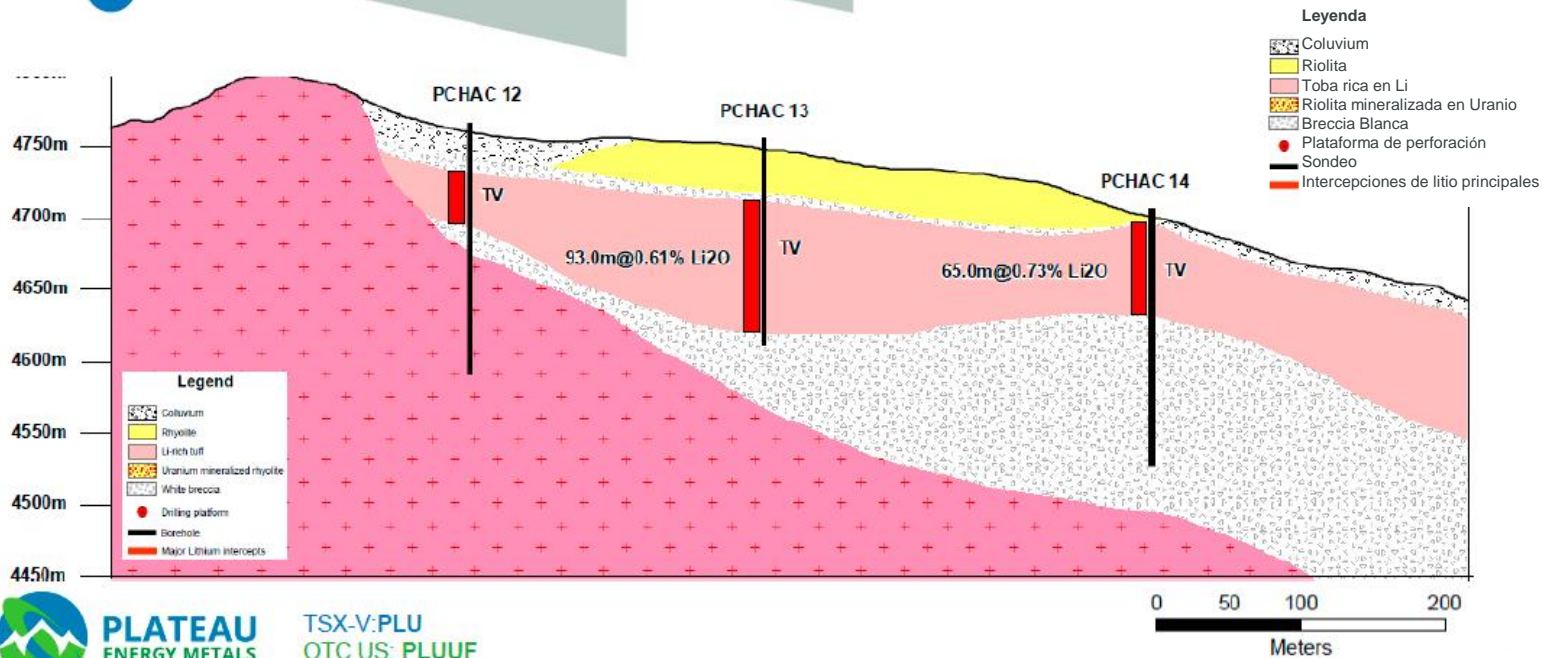 Leyenda
Coluvium
Riolita
Toba rica en Li
Riolita mineralizada en Uranio
Breccia Blanca
Plataforma de perforación
Sondeo
Intercepciones de litio principales
PCHAC 12
PCHAC 13
PCHAC 14
4750m
4700m
4650m
4600m
4550m
4500m
4450m
TV
93.0m@0.61% Li2O
TV
65.0m@0.73% Li2O
TV
Legend
Colluvium
Rhyolite
Li-rich tuff
Uranium mineralized rhyolite
White breccia
Drilling platform
Borehole
Major Lithium intercepts
0 50 100 200
Meters
PLATEAU
ENERGY METALS
TSX-V:PLU
OTC US: PLUUF